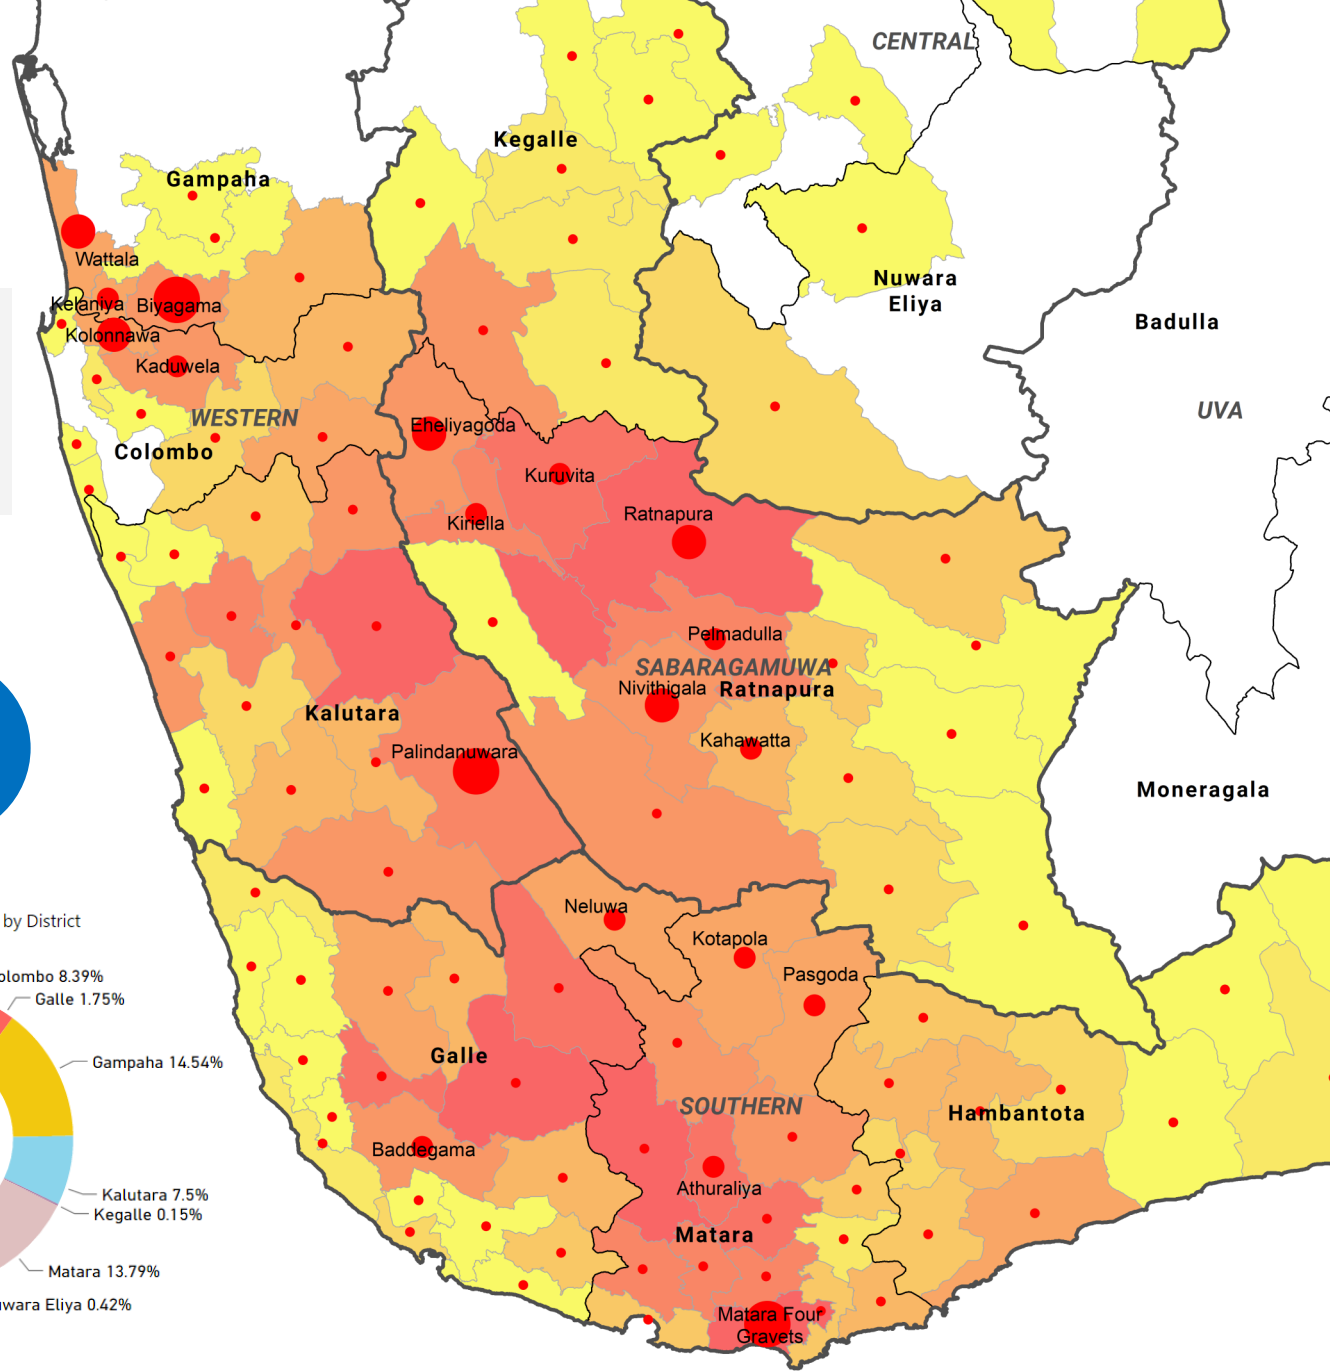 CENTRAL
Kegalle
Gampaha
Wattala
Nuwara
Eliya
Kelaniya
Biyagama
Badulla
Kolonnawa
Kaduwela
UVA
WESTERN
Eheliyagoda
Colombo
Kuruvita
Ratnapura
Kiriella
Pelmadulla
SABARAGAMUWA
Nivithigala
Ratnapura
Kalutara
Kahawatta
Palindanuwara
Moneragala
by District
Neluwa
Kotapola
Pasgoda
olombo 8.39%
Galle 1.75%
Gampaha 14.54%
Galle
SOUTHERN
Hambantota
Baddegama
Athuraliya
Kalutara 7.5%
Kegalle 0.15%
Matara
Matara 13.79%
uwara Eliya 0.42%
Matara Four
Gravets